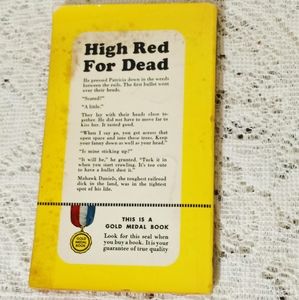 High Red
For Dead
He pressed Patricia down in the weeds
between the rails. The first bullet went
over their heads.
"Scared?"
"A little."
They lay with their heads close to-
gether. He did not have to move far to
kiss her. It tasted good.
"When I say go, you get across that
open space and into those trees. Keep
your fanny down as well as your head."
"Is mine sticking up?"
"It will be," he grunted. "Tuck it in
when you start crawling. It's too cute
to have a bullet dust it."
Mohawk Daniels, the toughest railroad
dick in the land, was in the tightest
spot of his life.
THIS IS A
GOLD MEDAL BOOK
Look for this seal when
you buy a book. It is your
guarantee of true quality
GOLD
MEDAL
BOOK